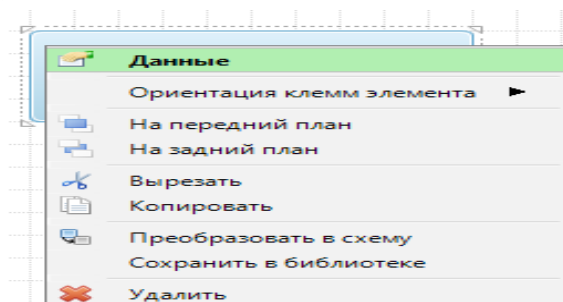 Данные
Ориентация клемм элемента
На передний план
На задний план
Вырезать
Копировать
Преобразовать в схему
Сохранить в библиотеке
Удалить